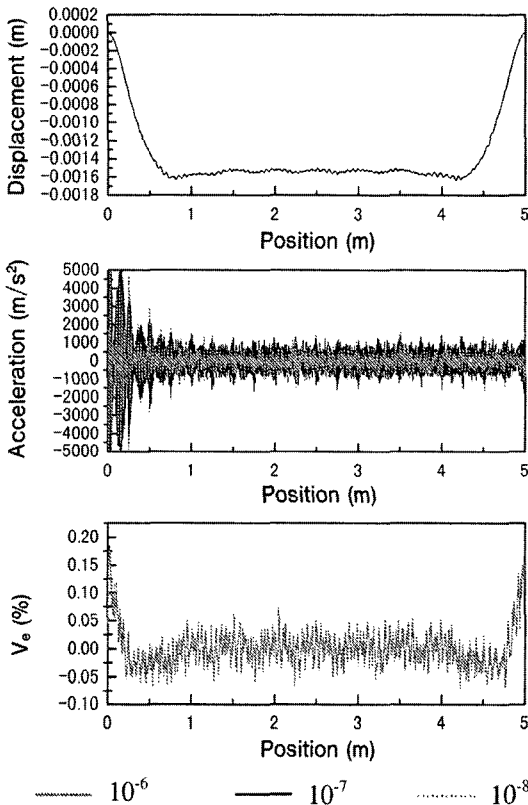 0.0002
0.0000
−0.0002
−0.0004
−0.0006
−0.0008
−0.0010
−0.0012
−0.0014
−0.0016
−0.0018
Displacement (m)
0 1 2 3 4 5
Position (m)
5000
4000
3000
2000
1000
0
−1000
−2000
−3000
−4000
−5000
Acceleration (m/s²)
0 1 2 3 4 5
Position (m)
0.20
0.15
0.10
0.05
0.00
−0.05
−0.10
Vₑ (%)
0 1 2 3 4 5
Position (m)
10⁻⁶ 10⁻⁷ 10⁻⁸